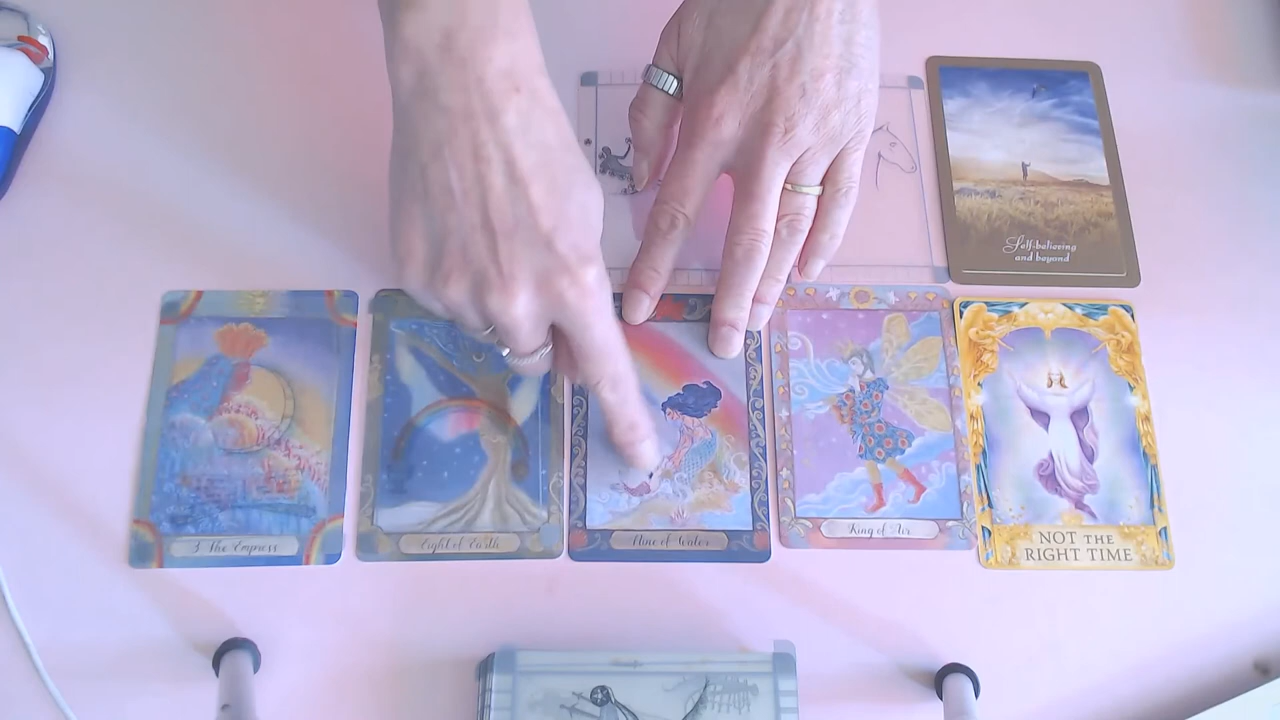 Self-believing
and beyond
3 The Empress
Eight of Earth
Nine of Water
King of Air
NOT THE
RIGHT TIME